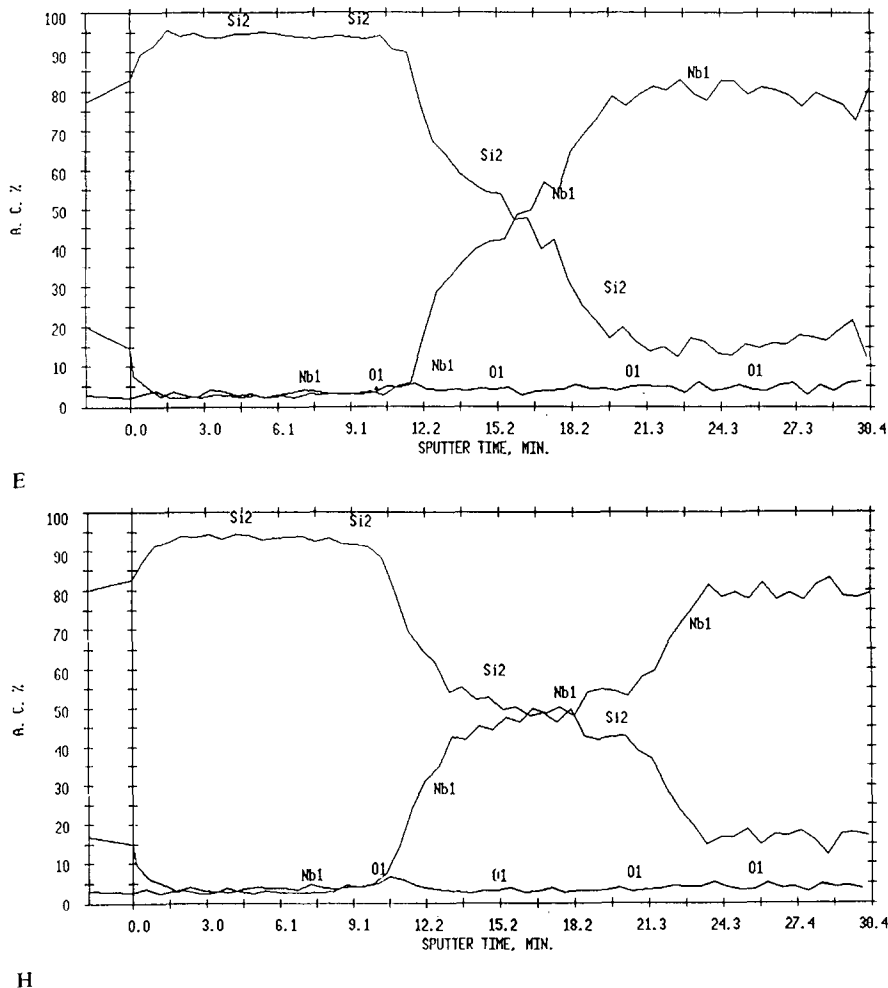 Si2 Si2
100
90
80
70
60
50
40
30
20
10
0
A. C. %
Nb1
Si2
Nb1
Si2
Nb1 O1 Nb1 O1 O1 O1
0.0 3.0 6.1 9.1 12.2 15.2 18.2 21.3 24.3 27.3 30.4
SPUTTER TIME, MIN.
E
Si2 Si2
100
90
80
70
60
50
40
30
20
10
0
A. C. %
Nb1
Si2 Nb1
Si2
Nb1
Nb1 O1 O1 O1 O1
0.0 3.0 6.1 9.1 12.2 15.2 18.2 21.3 24.3 27.4 30.4
SPUTTER TIME, MIN.
H